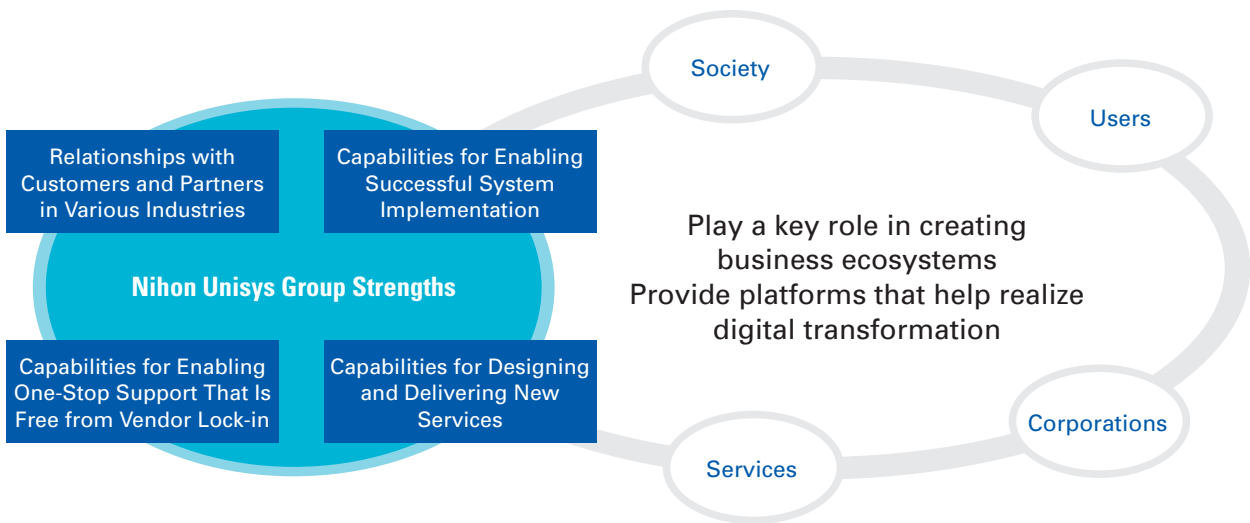 Society
Users
Relationships with
Customers and Partners
in Various Industries
Capabilities for Enabling
Successful System
Implementation
Nihon Unisys Group Strengths
Play a key role in creating
business ecosystems
Provide platforms that help realize
digital transformation
Capabilities for Enabling
One-Stop Support That Is
Free from Vendor Lock-in
Capabilities for Designing
and Delivering New
Services
Corporations
Services